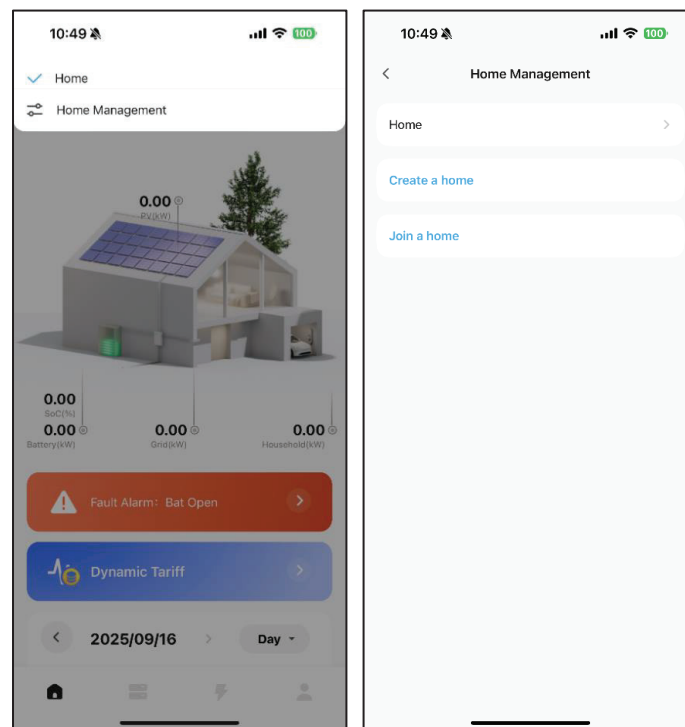 10:49
100
Home
Home Management
0.00
PV(kW)
0.00
SoC(%)
0.00
Battery(kW)
0.00
Grid(kW)
0.00
Household(kW)
Fault Alarm: Bat Open
Dynamic Tariff
2025/09/16
Day
10:49
100
Home Management
Home
Create a home
Join a home